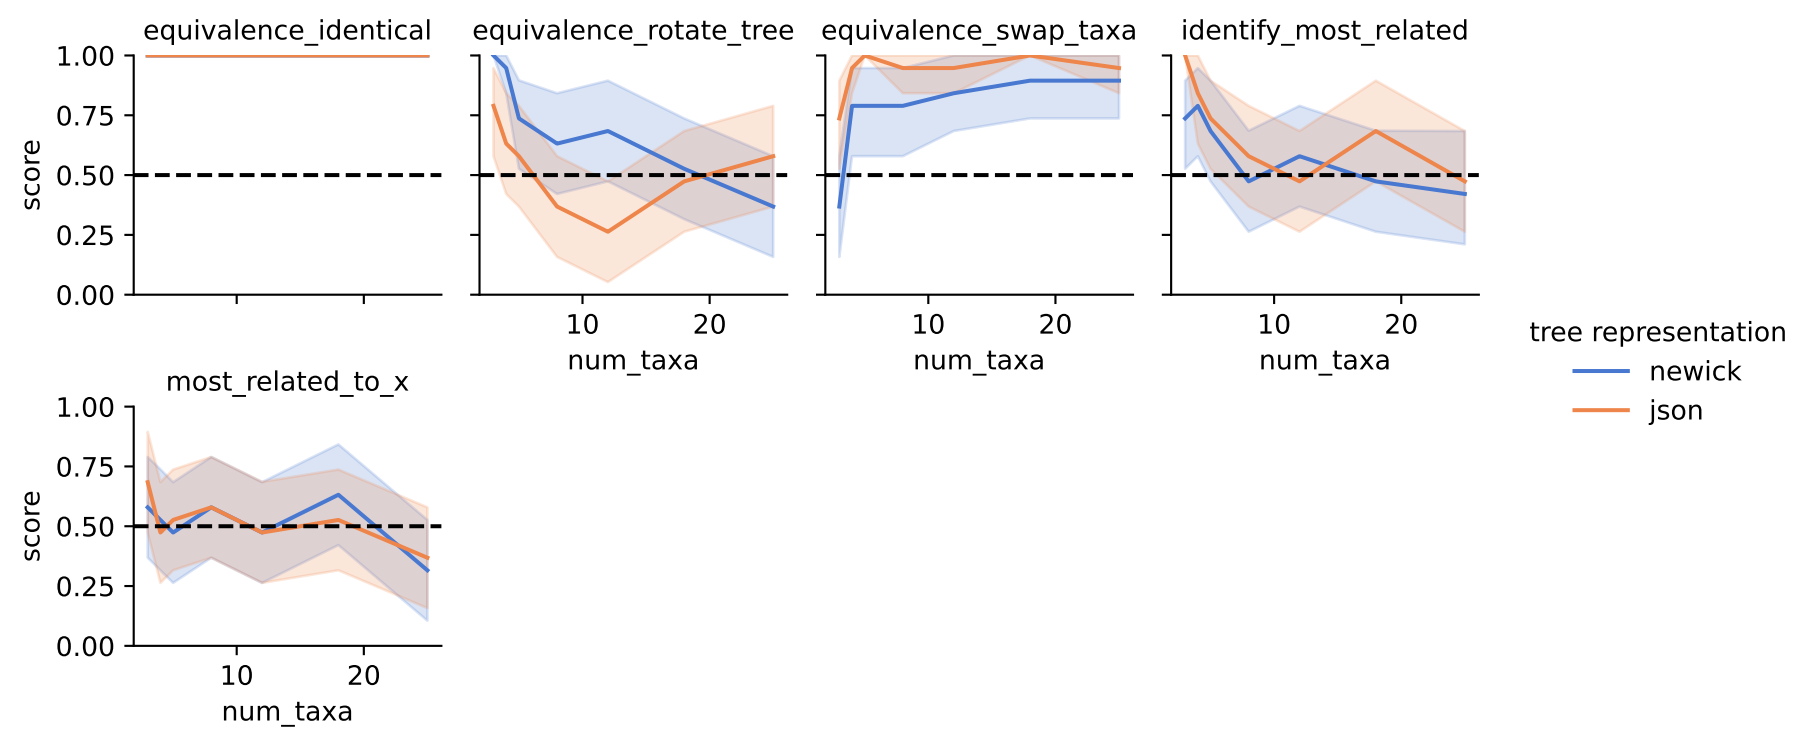 equivalence_identical
equivalence_rotate_tree
equivalence_swap_taxa
identify_most_related
score
1.00
0.75
0.50
0.25
0.00
10 20
num_taxa
10 20
num_taxa
10 20
num_taxa
tree representation
newick
json
most_related_to_x
score
1.00
0.75
0.50
0.25
0.00
10 20
num_taxa